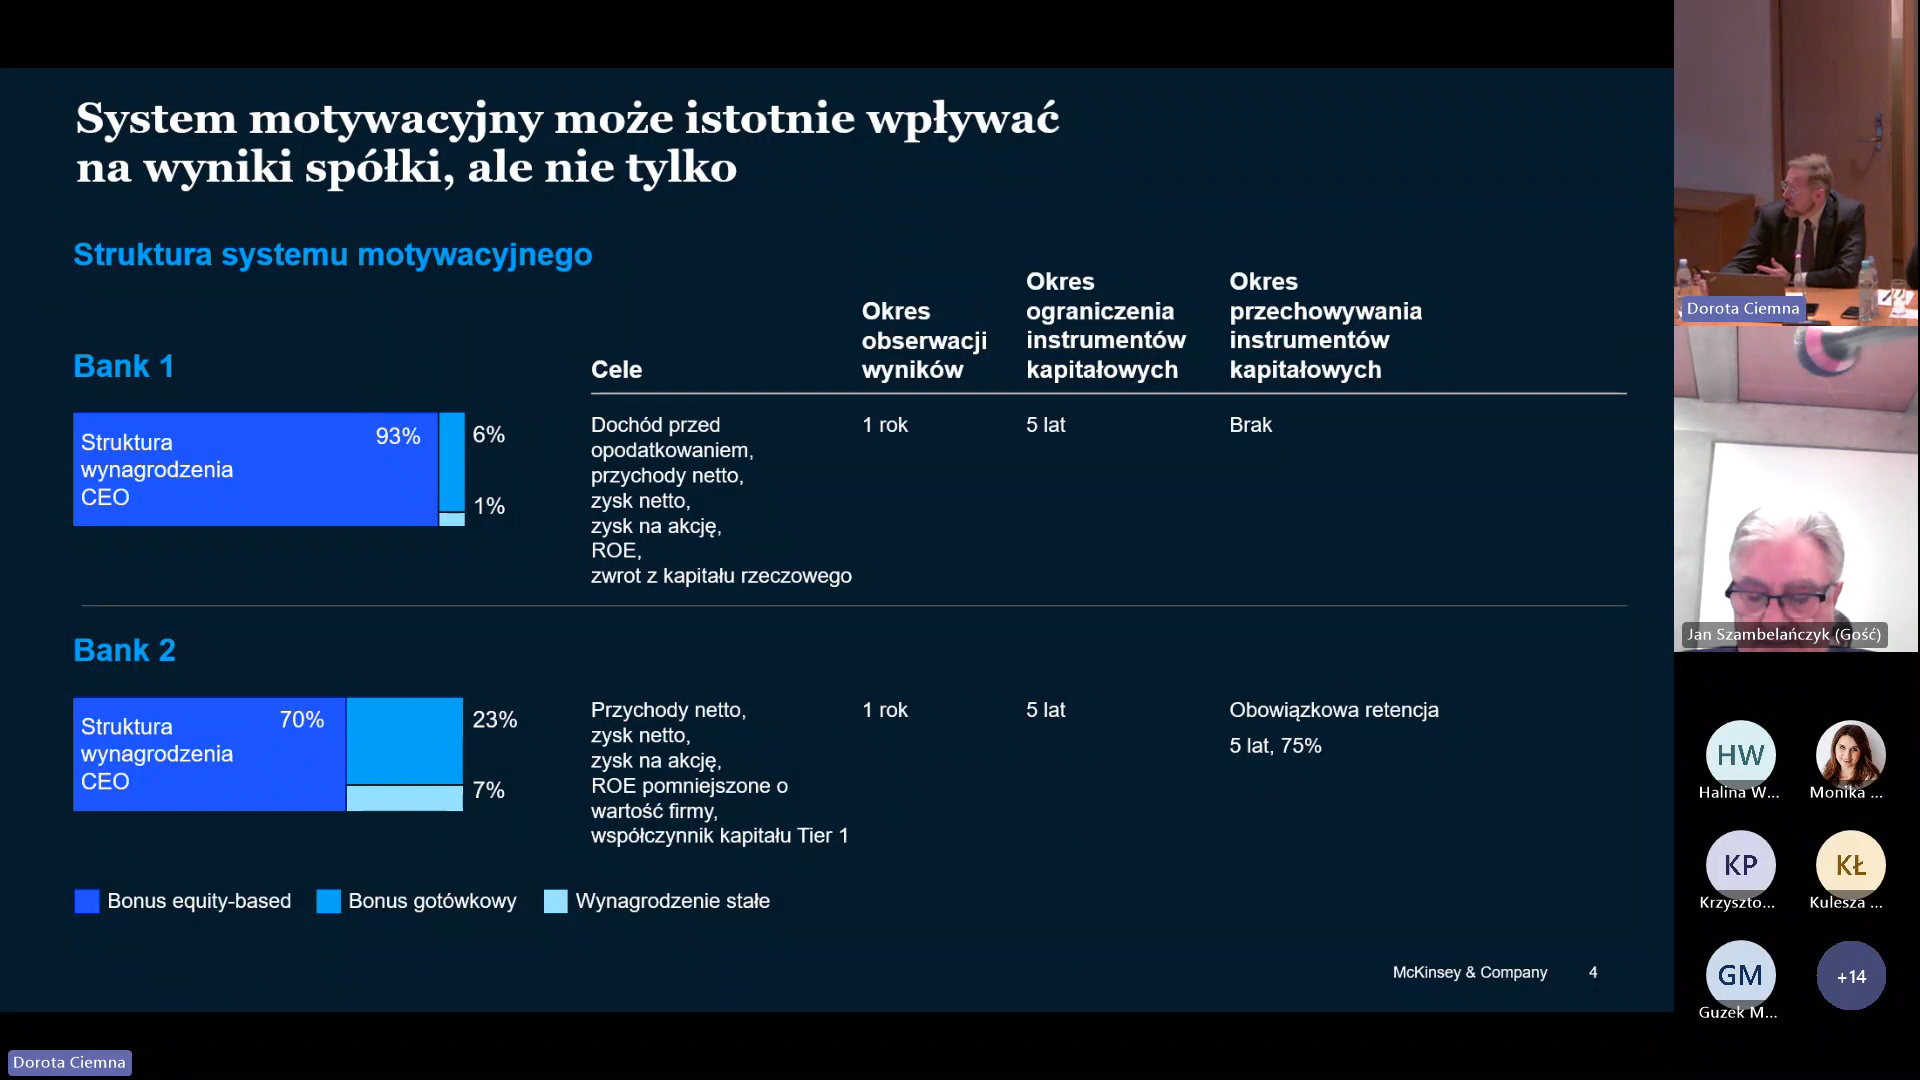 System motywacyjny może istotnie wpływać
na wyniki spółki, ale nie tylko
Struktura systemu motywacyjnego
Cele
Okres
obserwacji
wyników
Okres
ograniczenia
instrumentów
kapitałowych
Okres
przechowywania
instrumentów
kapitałowych
Bank 1
Struktura
wynagrodzenia
CEO
93%
6%
1%
Dochód przed
opodatkowaniem,
przychody netto,
zysk netto,
zysk na akcję,
ROE,
zwrot z kapitału rzeczowego
1 rok
5 lat
Brak
Bank 2
Struktura
wynagrodzenia
CEO
70%
23%
7%
Przychody netto,
zysk netto,
zysk na akcję,
ROE pomniejszone o
wartość firmy,
współczynnik kapitału Tier 1
1 rok
5 lat
Obowiązkowa retencja
5 lat, 75%
Bonus equity-based
Bonus gotówkowy
Wynagrodzenie stałe
McKinsey & Company 4
Dorota Ciemna
Dorota Ciemna
Jan Szambelańczyk (Gość)
HW
Halina W...
Monika ...
KP
Krzyszto...
KŁ
Kulesza ...
GM
Guzek M...
+14